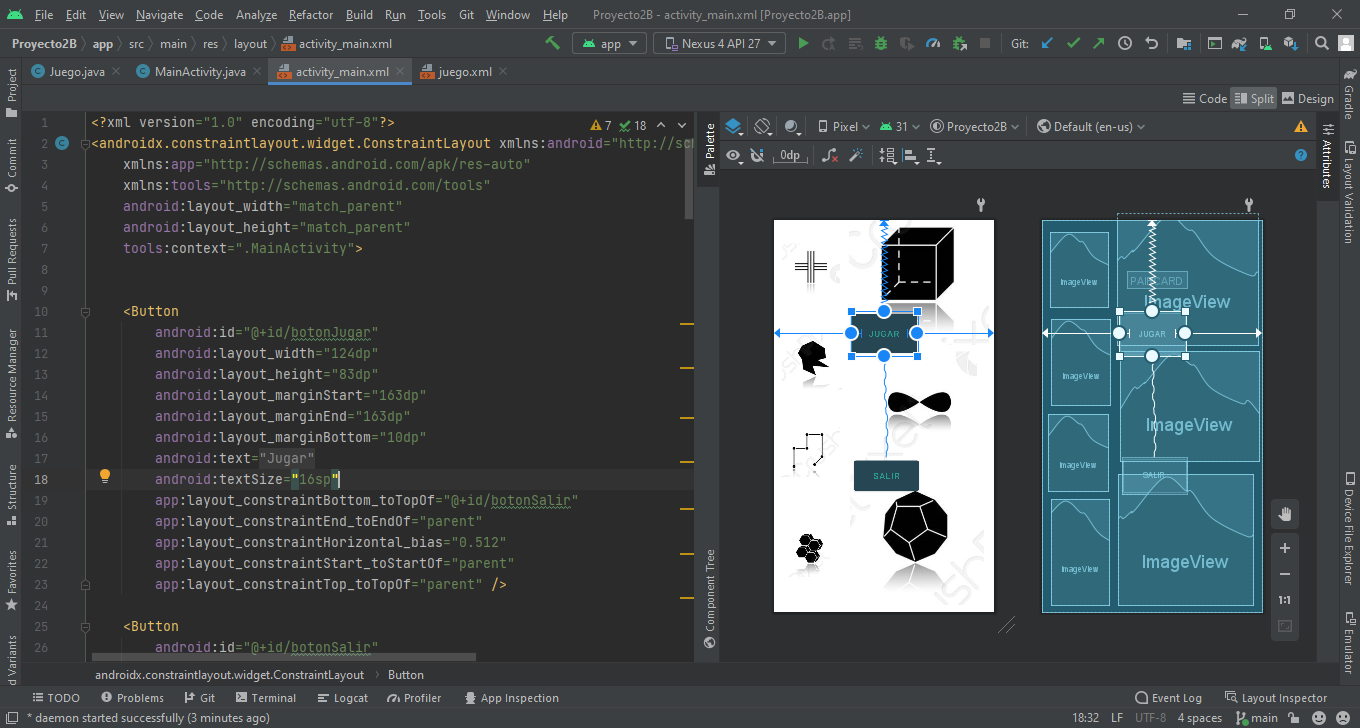 File Edit View Navigate Code Analyze Refactor Build Run Tools Git Window Help Proyecto2B - activity_main.xml [Proyecto2B.app]
Proyecto2B app src main res layout activity_main.xml app Nexus 4 API 27 Git:
Juego.java MainActivity.java activity_main.xml juego.xml
Code Split Design
Project
Commit
Pull Requests
Resource Manager
Structure
Favorites
1 <?xml version="1.0" encoding="utf-8"?> 7 18
2 <androidx.constraintlayout.widget.ConstraintLayout xmlns:android="http://
3 xmlns:app="http://schemas.android.com/apk/res-auto"
4 xmlns:tools="http://schemas.android.com/tools"
5 android:layout_width="match_parent"
6 android:layout_height="match_parent"
7 tools:context=".MainActivity">
8
9
10 <Button
11 android:id="@+id/botonJugar"
12 android:layout_width="124dp"
13 android:layout_height="83dp"
14 android:layout_marginStart="163dp"
15 android:layout_marginEnd="163dp"
16 android:layout_marginBottom="10dp"
17 android:text="Jugar"
18 android:textSize="16sp"
19 app:layout_constraintBottom_toTopOf="@+id/botonSalir"
20 app:layout_constraintEnd_toEndOf="parent"
21 app:layout_constraintHorizontal_bias="0.512"
22 app:layout_constraintStart_toStartOf="parent"
23 app:layout_constraintTop_toTopOf="parent" />
24
25 <Button
26 android:id="@+id/botonSalir"
Palette
Component Tree
Pixel 31 Proyecto2B Default (en-us)
0dp
JUGAR
SALIR
ImageView
PAIRCARD
ImageView
JUGAR
ImageView
ImageView
ImageView
SALIR
ImageView
ImageView
1:1
Attributes
Gradle
Layout Validation
Device File Explorer
Emulator
androidx.constraintlayout.widget.ConstraintLayout Button
TODO Problems Git Terminal Logcat Profiler App Inspection Event Log Layout Inspector
* daemon started successfully (3 minutes ago) 18:32 LF UTF-8 4 spaces main